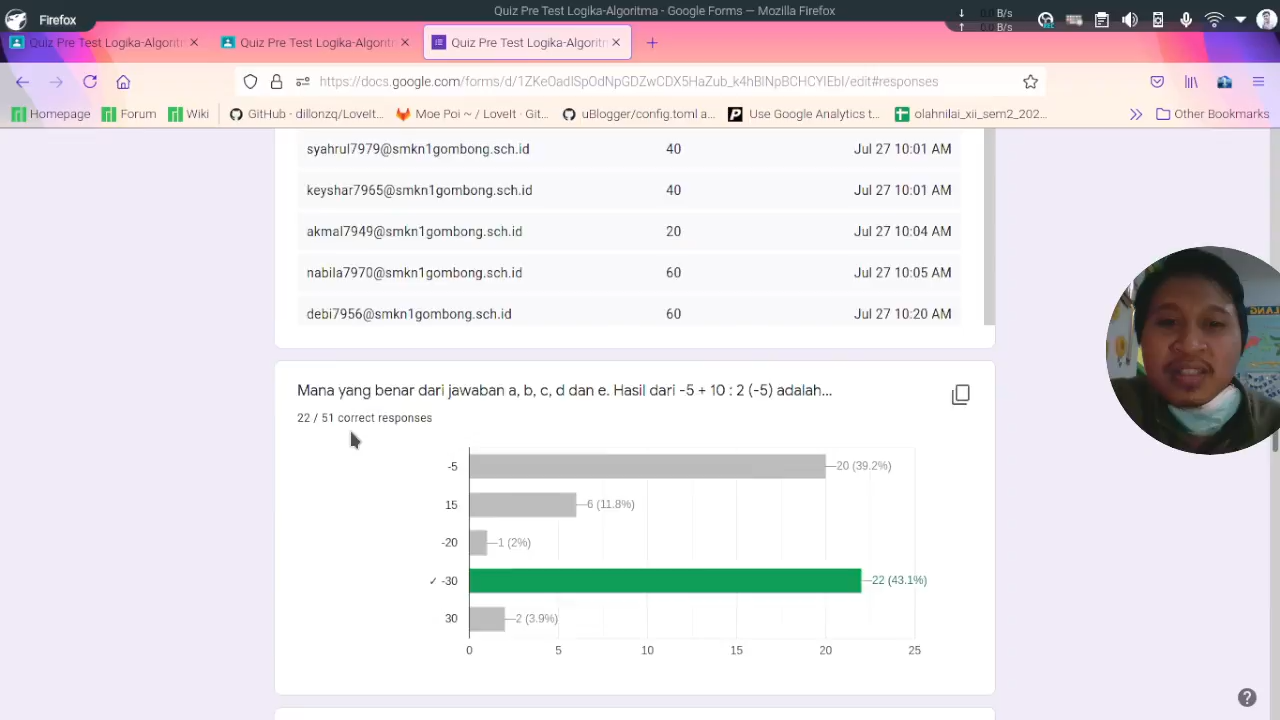 Quiz Pre Test Logika-Algoritma - Google Forms — Mozilla Firefox
Firefox
Quiz Pre Test Logika-Algorit
Quiz Pre Test Logika-Algorit
Quiz Pre Test Logika-Algorit
https://docs.google.com/forms/d/1ZKeOadISpOdNpGDZwCDX5HaZub_k4hBINpBCHCYlEbI/edit#responses
Homepage Forum Wiki GitHub - dillonzq/LoveIt... Moe Poi ~ / LoveIt · Git... uBlogger/config.toml a... Use Google Analytics t... olahnilai_xii_sem2_202... Other Bookmarks
syahrul7979@smkn1gombong.sch.id 40 Jul 27 10:01 AM
keyshar7965@smkn1gombong.sch.id 40 Jul 27 10:01 AM
akmal7949@smkn1gombong.sch.id 20 Jul 27 10:04 AM
nabila7970@smkn1gombong.sch.id 60 Jul 27 10:05 AM
debi7956@smkn1gombong.sch.id 60 Jul 27 10:20 AM
Mana yang benar dari jawaban a, b, c, d dan e. Hasil dari -5 + 10 : 2 (-5) adalah...
22 / 51 correct responses
-5 20 (39.2%)
15 6 (11.8%)
-20 1 (2%)
✓ -30 22 (43.1%)
30 2 (3.9%)
0 5 10 15 20 25